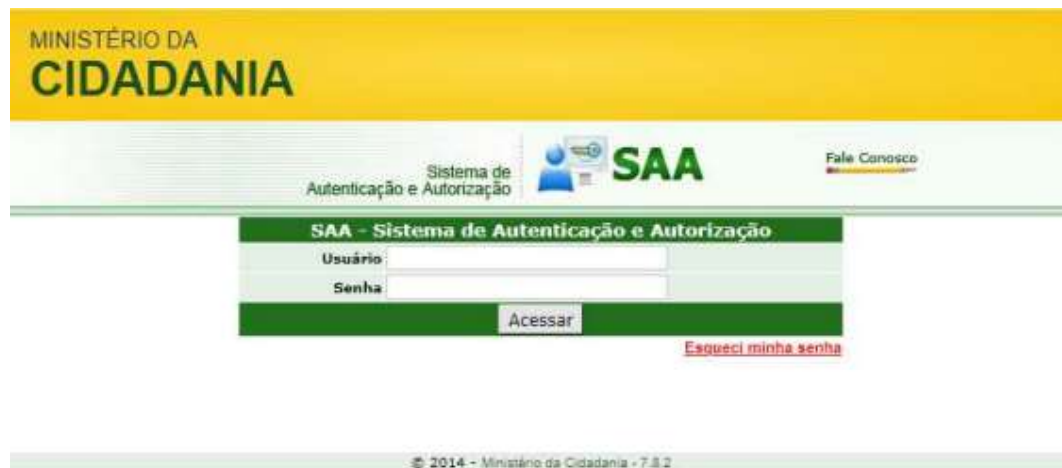 MINISTÉRIO DA
CIDADANIA
Sistema de
Autenticação e Autorização
SAA
Fale Conosco
SAA - Sistema de Autenticação e Autorização
Usuário
Senha
Acessar
Esqueci minha senha
© 2014 - Ministério da Cidadania - 7.8.2